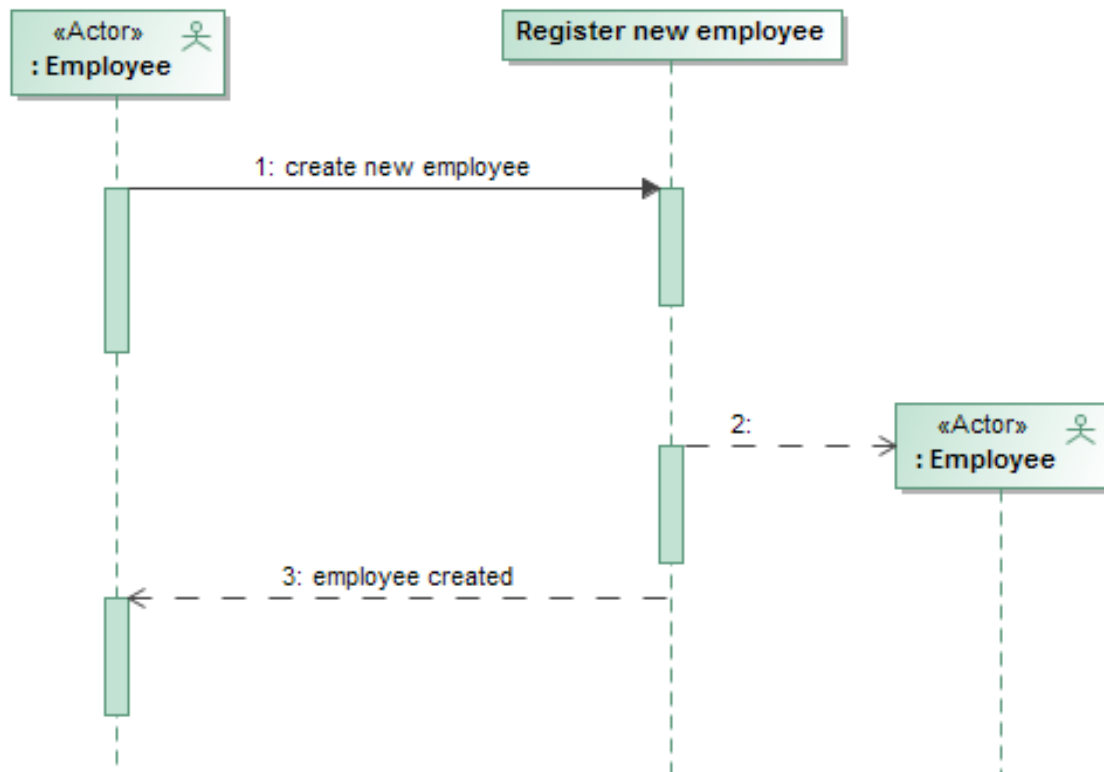 «Actor»
: Employee
Register new employee
1: create new employee
2:
«Actor»
: Employee
3: employee created